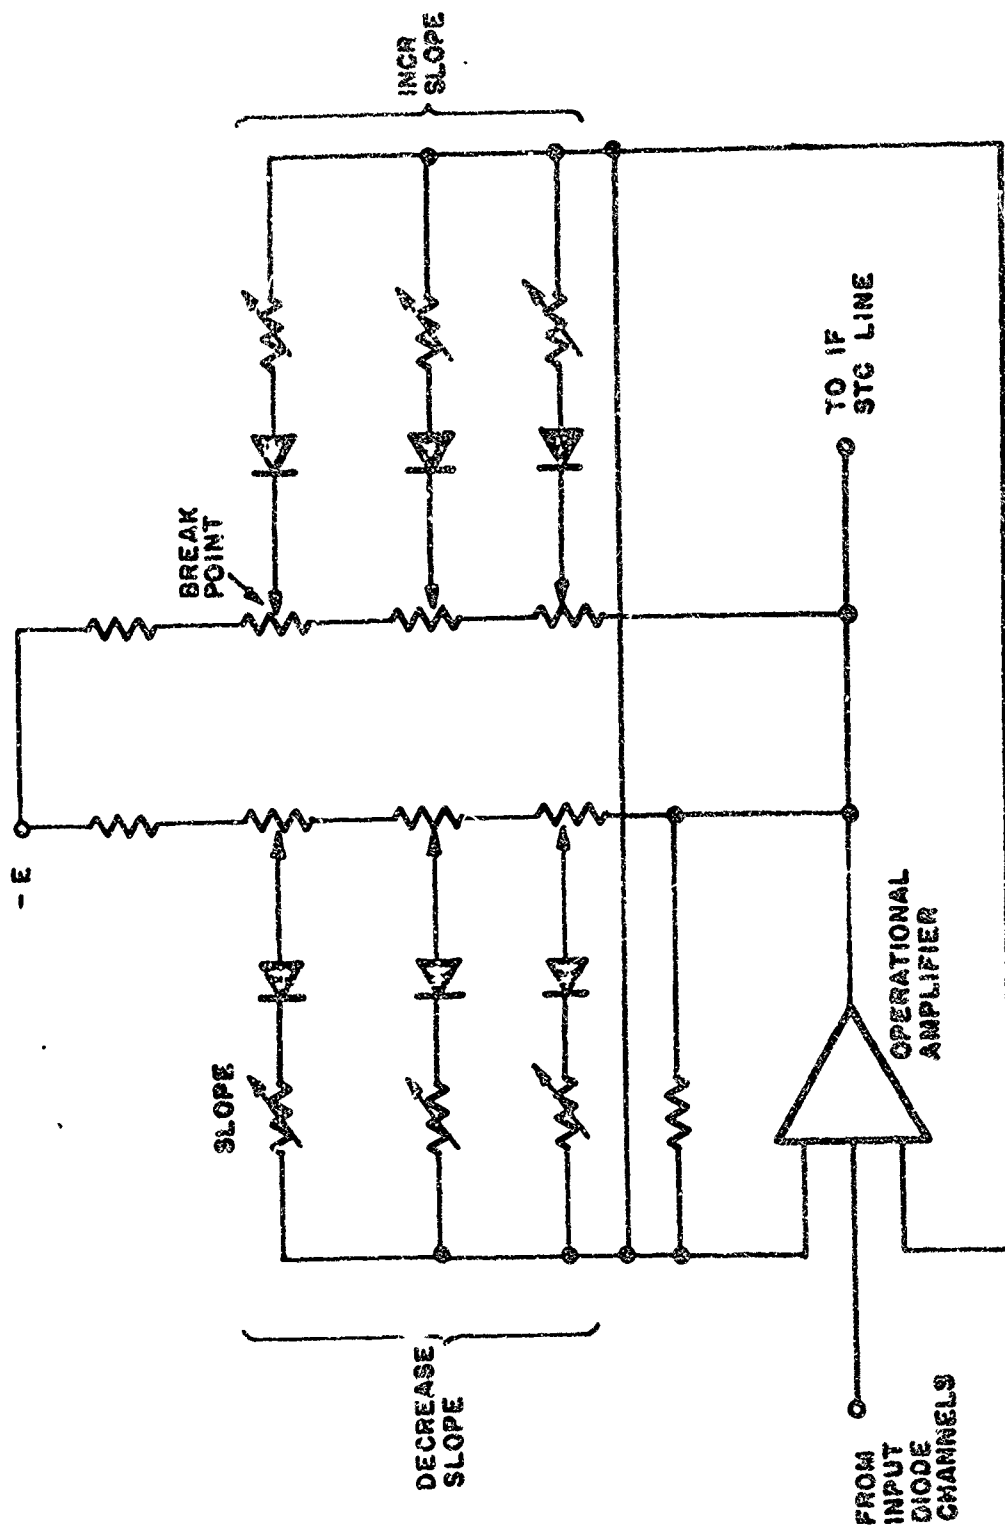 - E
BREAK
POINT
INCR
SLOPE
SLOPE
DECREASE
SLOPE
TO IF
STC LINE
OPERATIONAL
AMPLIFIER
FROM
INPUT
DIODE
CHANNELS